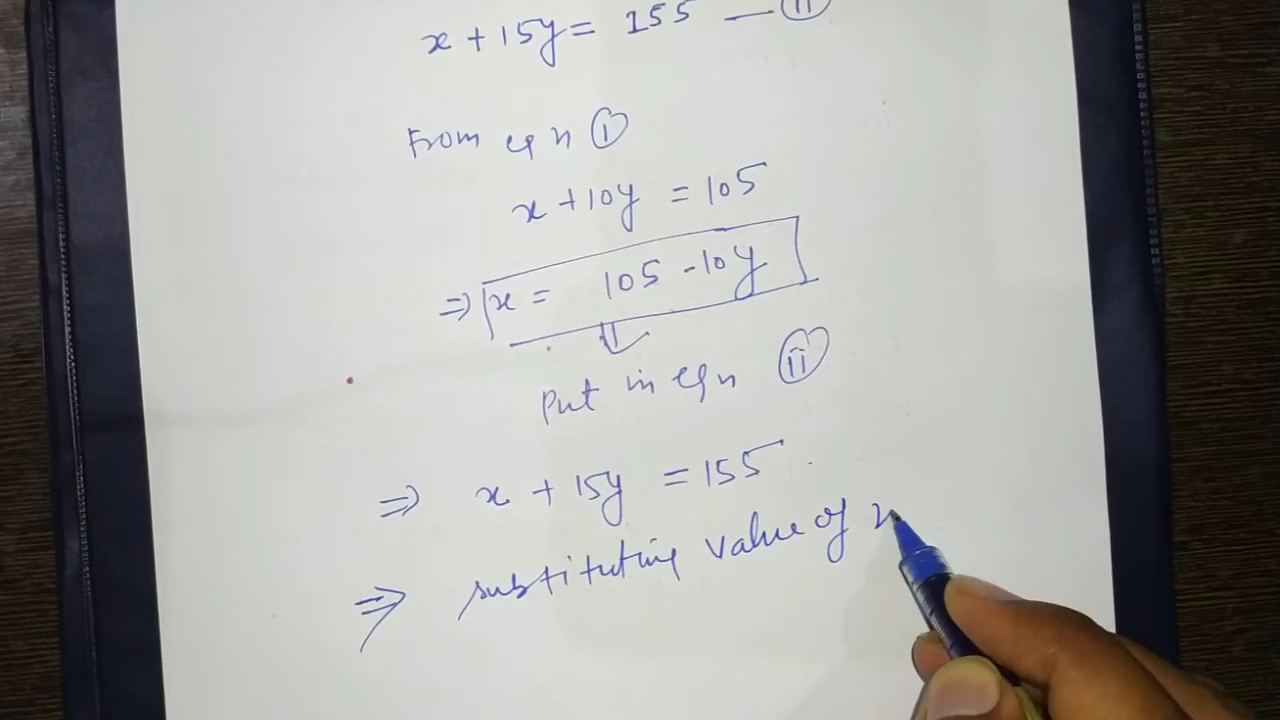 x + 15y = 155 — (ii)
From eqn (i)
x + 10y = 105
⇒ x = 105 - 10y
Put in eqn (ii)
⇒ x + 15y = 155
⇒ substituting value of x